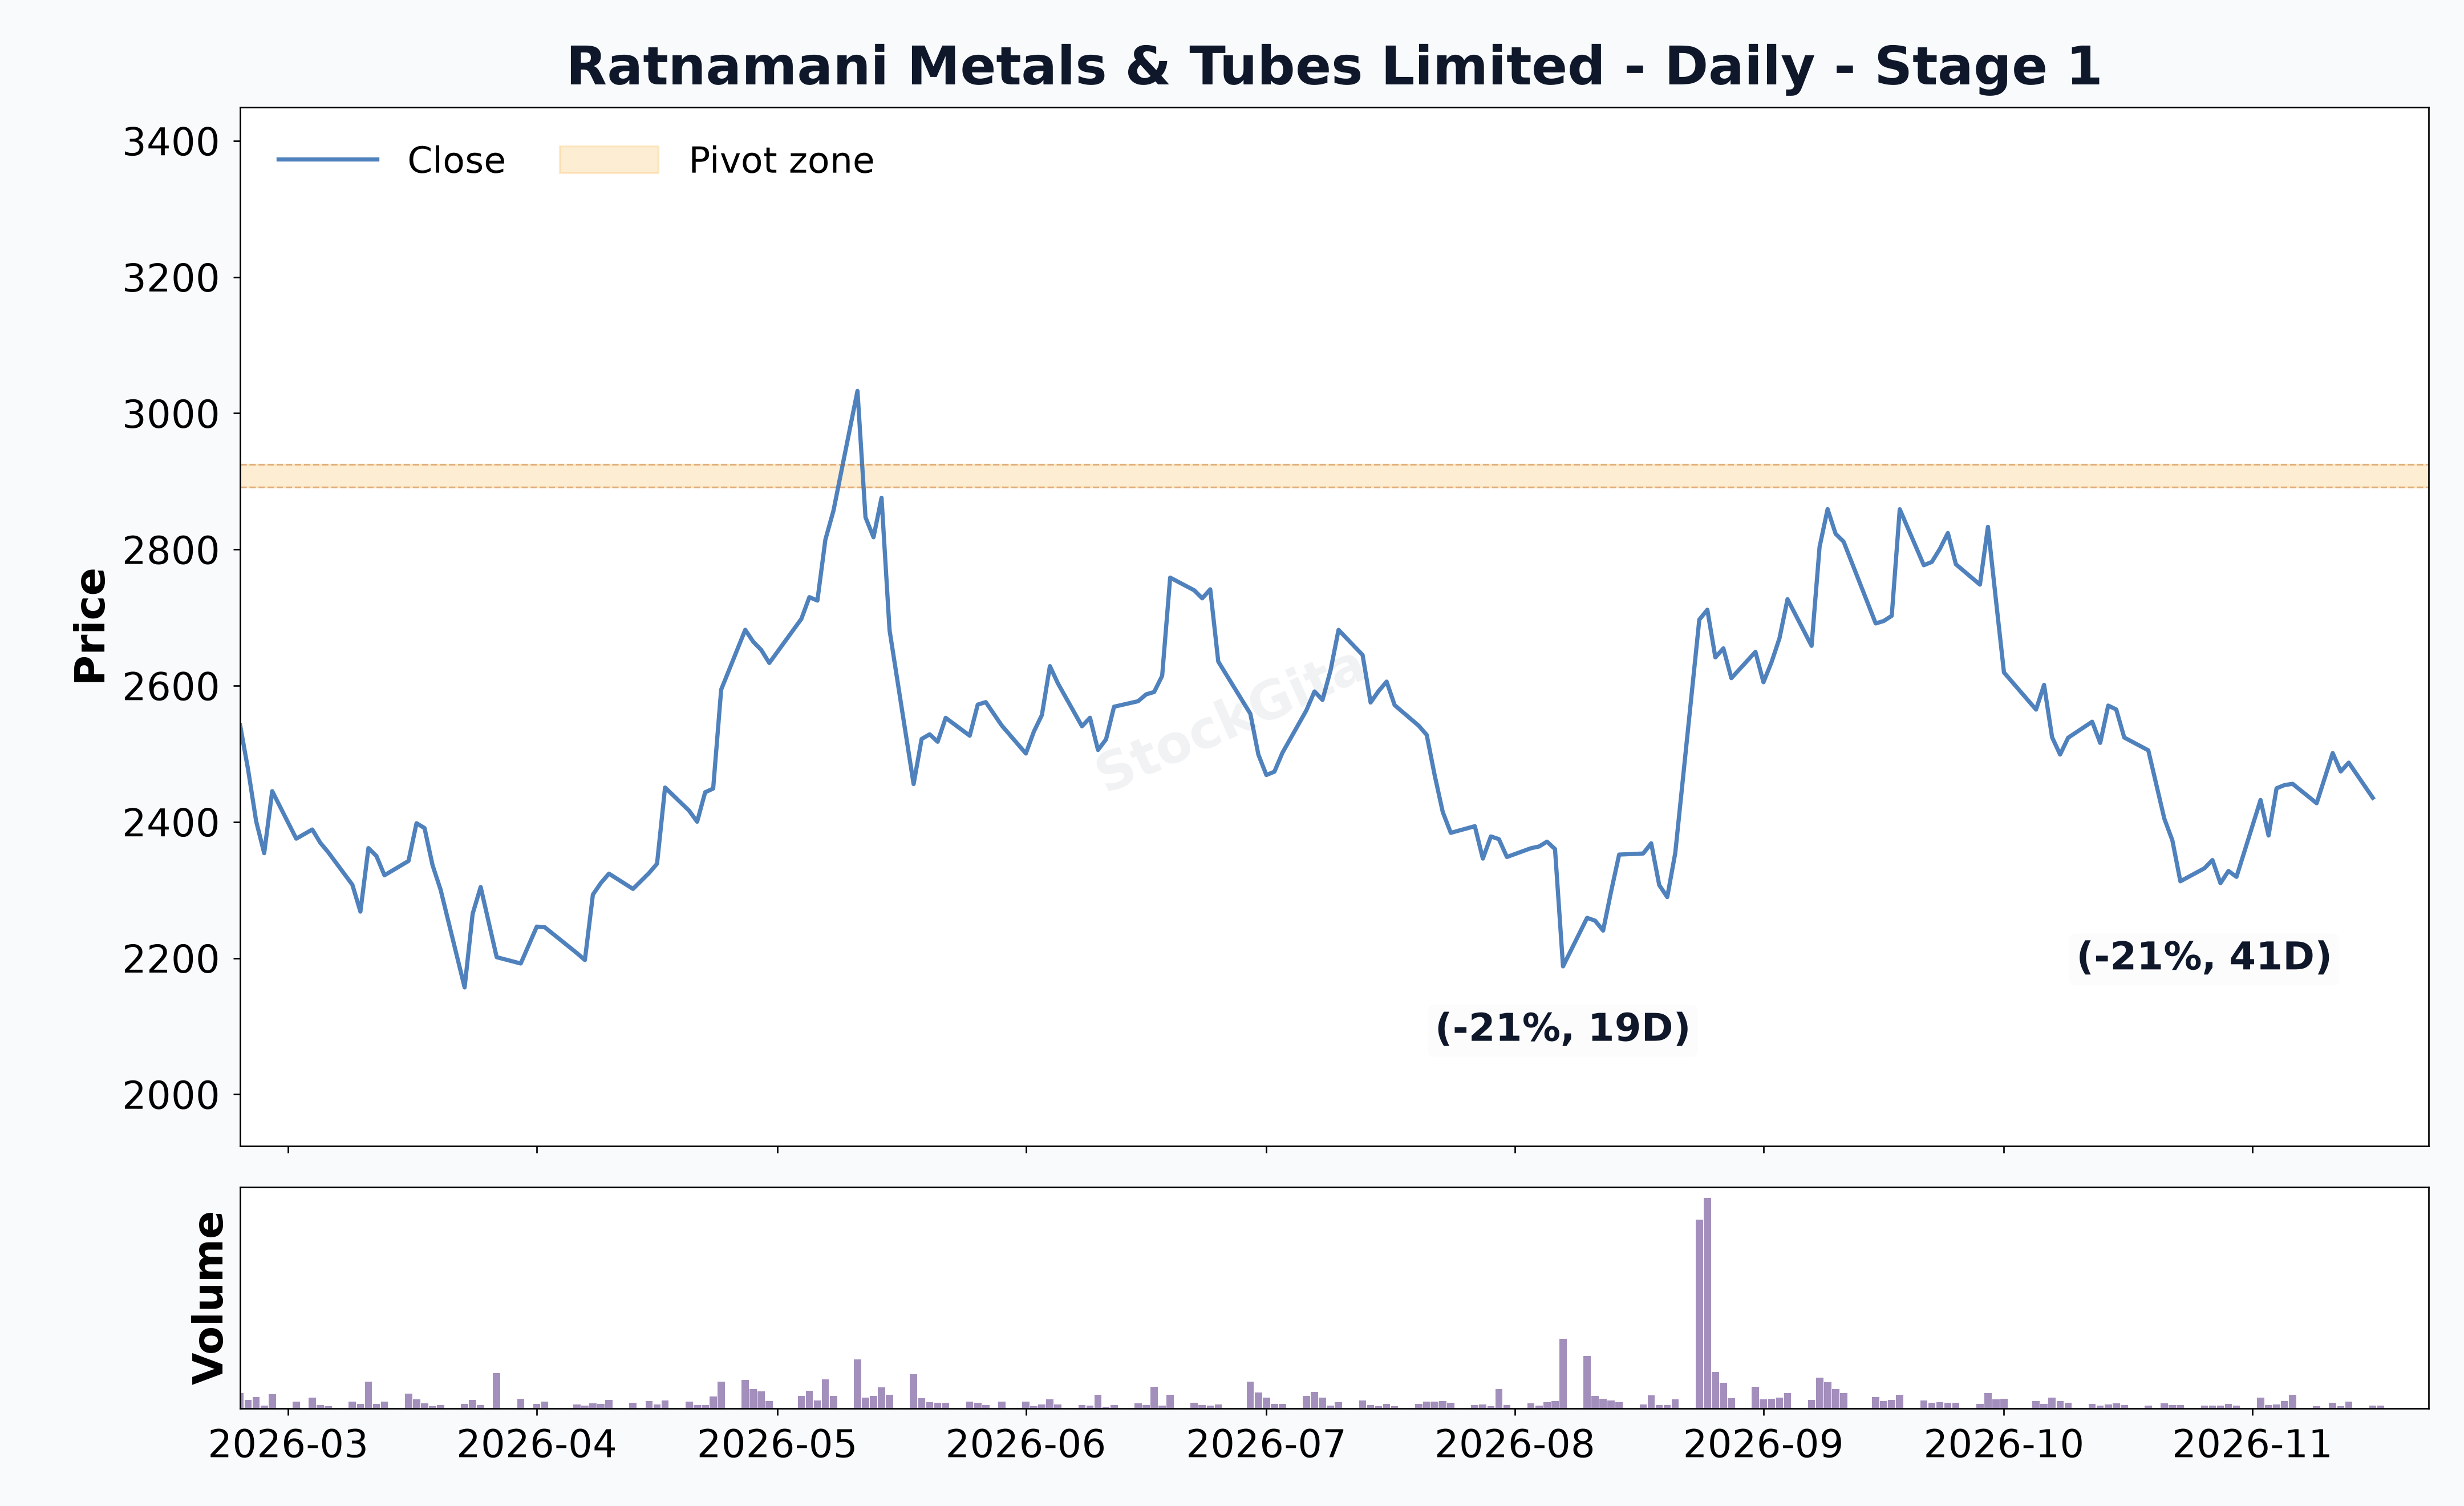 Ratnamani Metals & Tubes Limited - Daily - Stage 1
Close
Pivot zone
3400
3200
3000
2800
2600
2400
2200
2000
Price
StockGita
(-21%, 19D)
(-21%, 41D)
Volume
2026-03
2026-04
2026-05
2026-06
2026-07
2026-08
2026-09
2026-10
2026-11